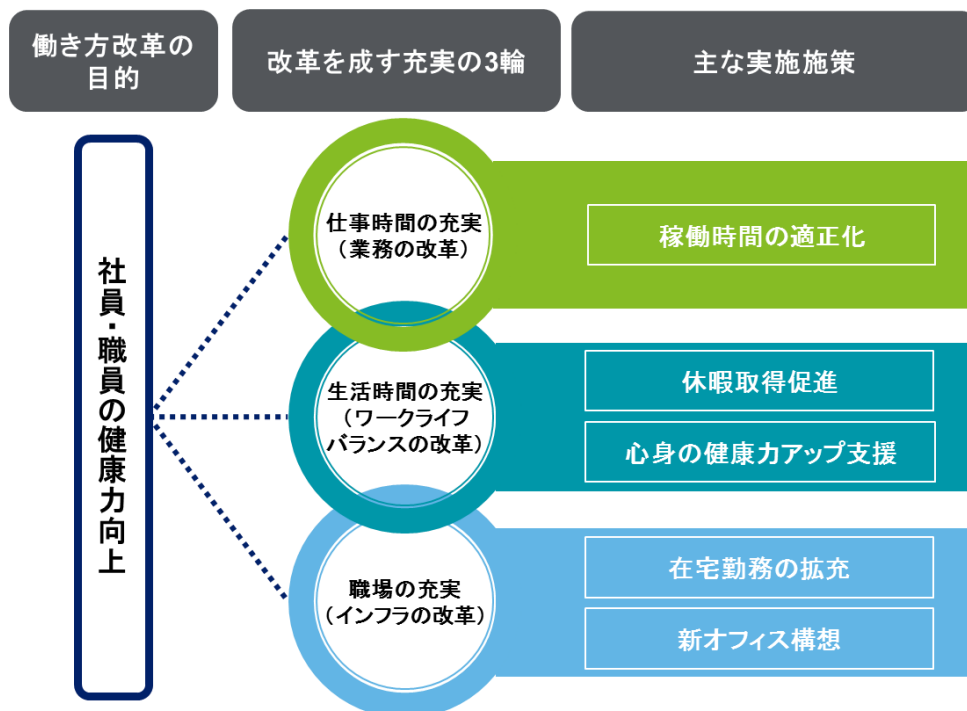 働き方改革の
目的
改革を成す充実の3輪
主な実施施策
社員・職員の健康力向上
仕事時間の充実
（業務の改革）
稼働時間の適正化
生活時間の充実
（ワークライフ
バランスの改革）
休暇取得促進
心身の健康力アップ支援
職場の充実
（インフラの改革）
在宅勤務の拡充
新オフィス構想